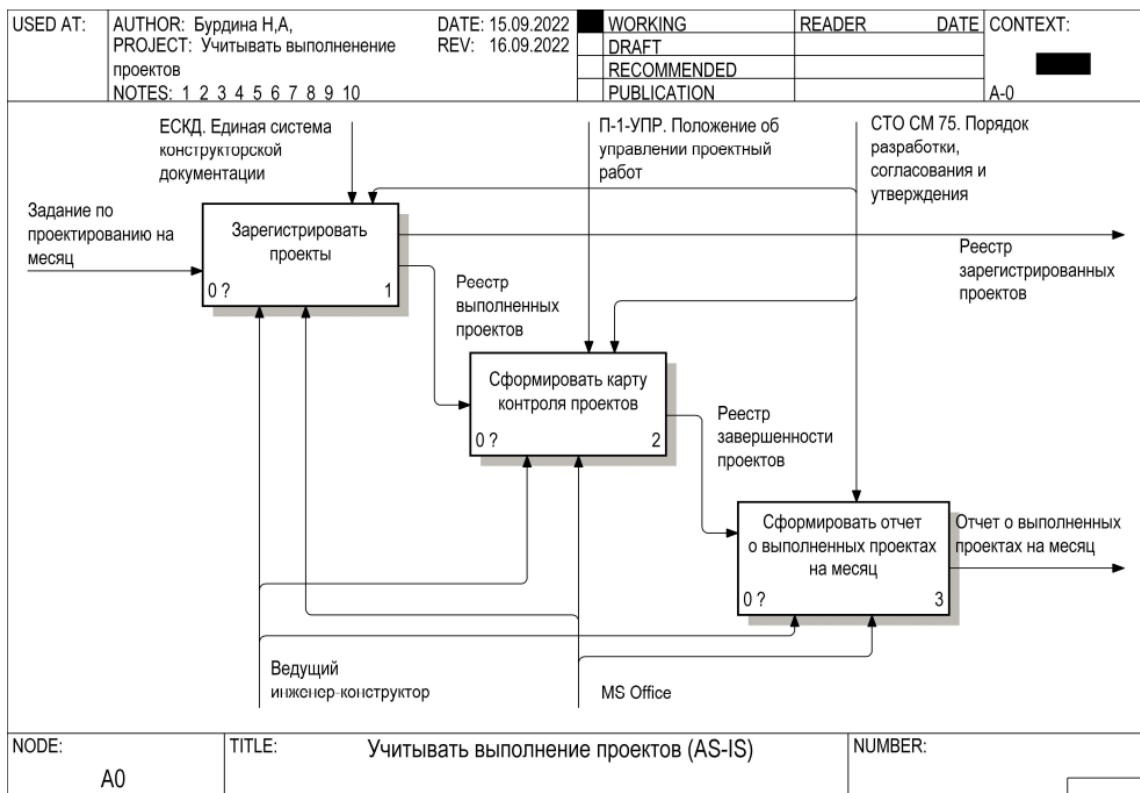 USED AT:
AUTHOR: Бурдина Н,А,
DATE: 15.09.2022
PROJECT: Учитывать выполненение
REV: 16.09.2022
проектов
NOTES: 1 2 3 4 5 6 7 8 9 10
WORKING
DRAFT
RECOMMENDED
PUBLICATION
READER DATE
CONTEXT:
A-0
ЕСКД. Единая система
конструкторской
документации
П-1-УПР. Положение об
управлении проектный
работ
СТО СМ 75. Порядок
разработки,
согласования и
утверждения
Задание по
проектированию на
месяц
Зарегистрировать
проекты
0 ? 1
Реестр
зарегистрированных
проектов
Реестр
выполненных
проектов
Сформировать карту
контроля проектов
0 ? 2
Реестр
завершенности
проектов
Сформировать отчет
о выполненных проектах
на месяц
0 ? 3
Отчет о выполненных
проектах на месяц
Ведущий
инженер-конструктор
MS Office
NODE:
A0
TITLE:
Учитывать выполнение проектов (AS-IS)
NUMBER: